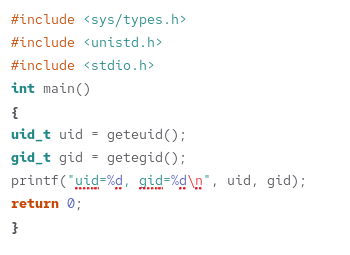 #include <sys/types.h>
#include <unistd.h>
#include <stdio.h>
int main()
{
uid_t uid = geteuid();
gid_t gid = getegid();
printf("uid=%d, gid=%d\n", uid, gid);
return 0;
}